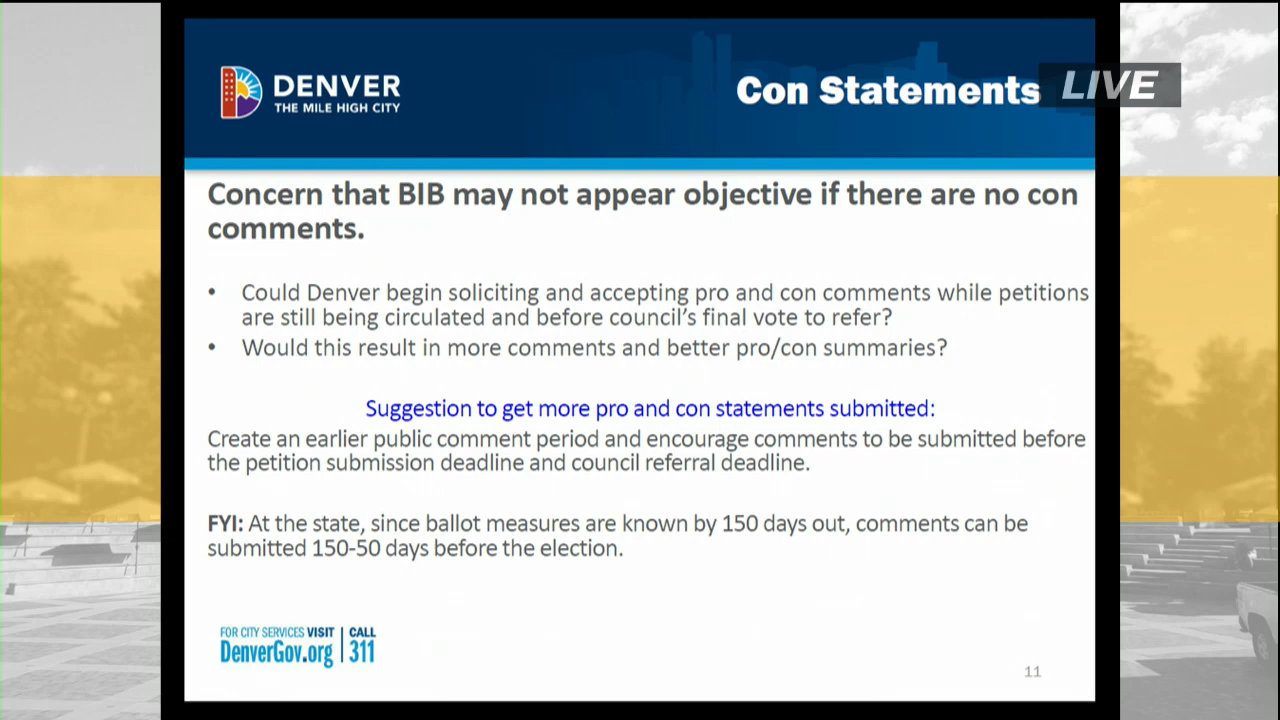 DENVER
THE MILE HIGH CITY
Con Statements
LIVE
Concern that BIB may not appear objective if there are no con
comments.
• Could Denver begin soliciting and accepting pro and con comments while petitions
are still being circulated and before council's final vote to refer?
• Would this result in more comments and better pro/con summaries?
Suggestion to get more pro and con statements submitted:
Create an earlier public comment period and encourage comments to be submitted before
the petition submission deadline and council referral deadline.
FYI: At the state, since ballot measures are known by 150 days out, comments can be
submitted 150-50 days before the election.
FOR CITY SERVICES VISIT | CALL
DenverGov.org | 311
11